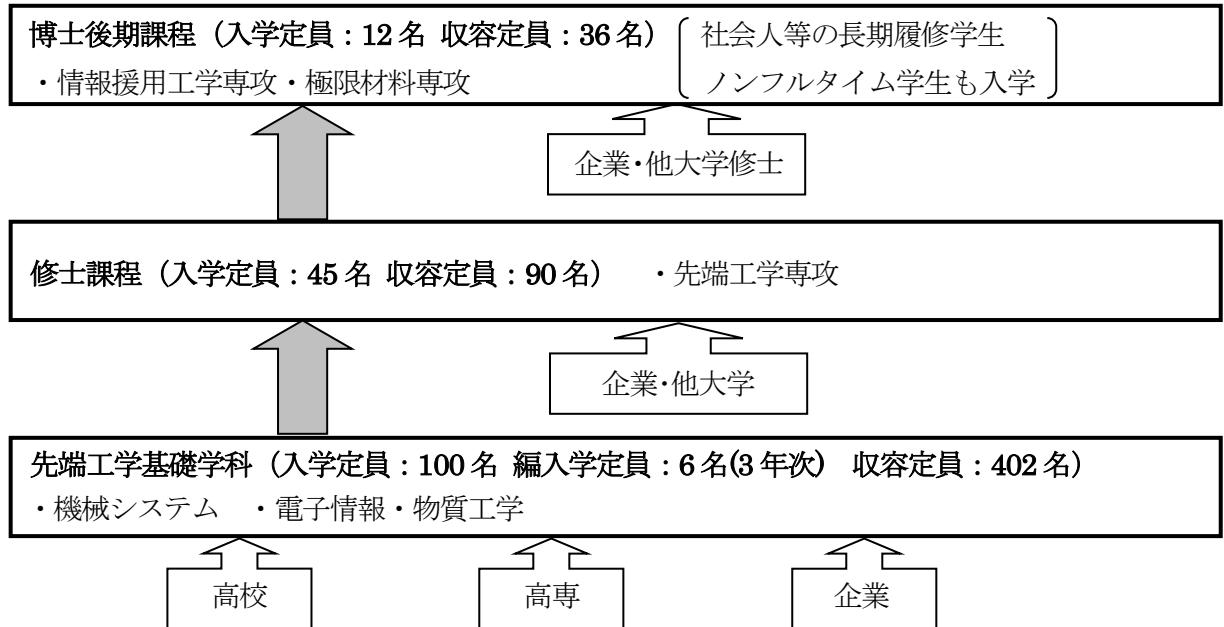 博士後期課程（入学定員：12名 収容定員：36名） 社会人等の長期履修学生
・情報援用工学専攻・極限材料専攻 ノンフルタイム学生も入学
企業・他大学修士
修士課程（入学定員：45名 収容定員：90名） ・先端工学専攻
企業・他大学
先端工学基礎学科（入学定員：100名 編入学定員：6名(3年次) 収容定員：402名）
・機械システム ・電子情報・物質工学
高校 高専 企業